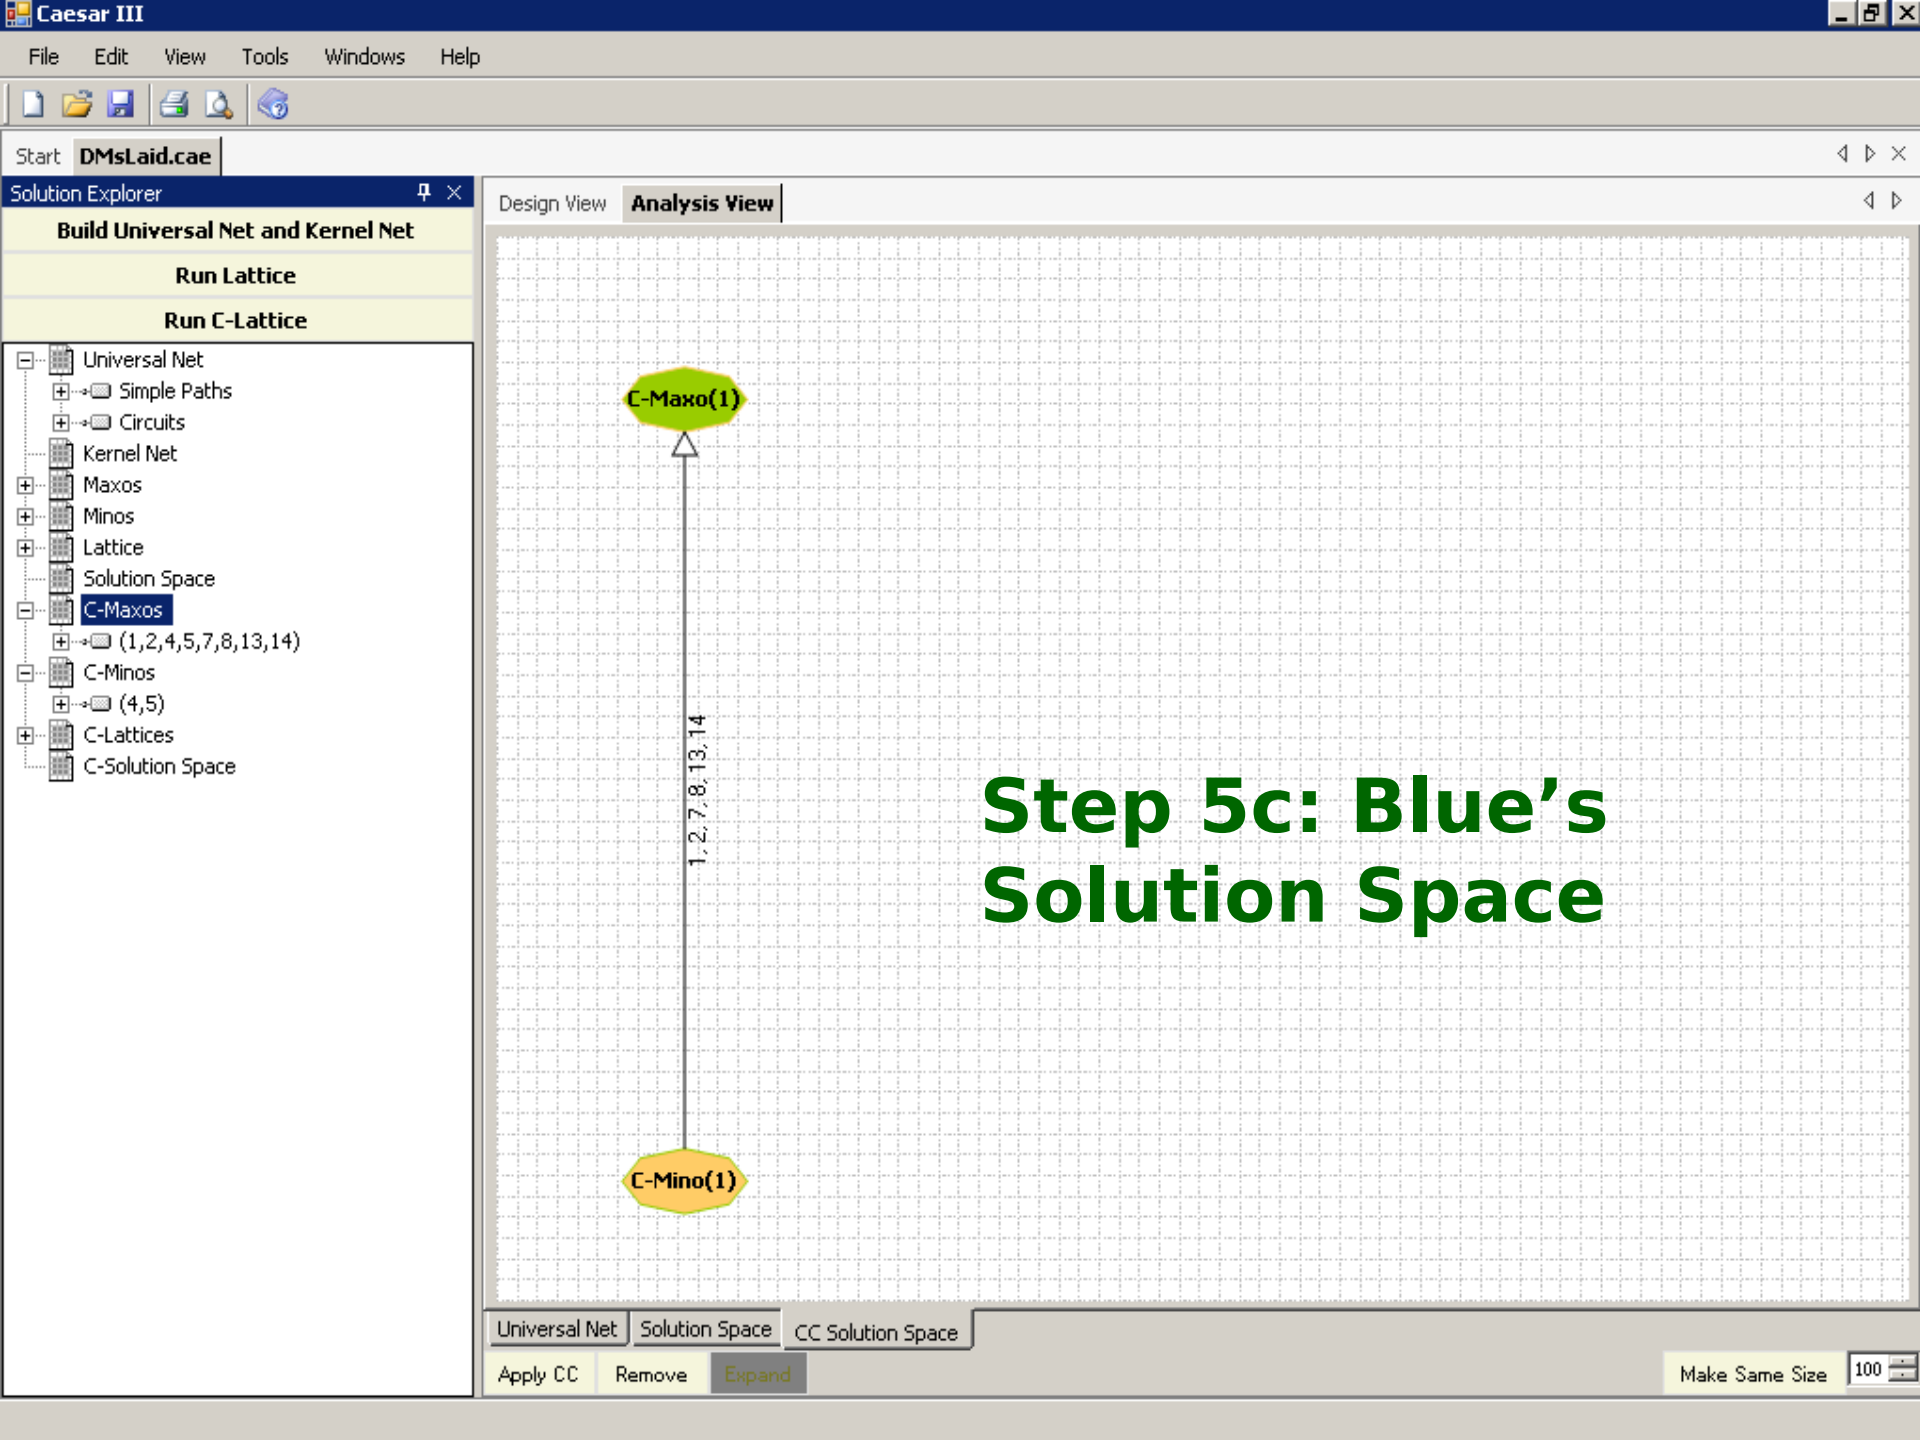 Caesar III
File Edit View Tools Windows Help
Start DMsLaid.cae
Solution Explorer
Build Universal Net and Kernel Net
Run Lattice
Run C-Lattice
Universal Net
Simple Paths
Circuits
Kernel Net
Maxos
Minos
Lattice
Solution Space
C-Maxos
(1,2,4,5,7,8,13,14)
C-Minos
(4,5)
C-Lattices
C-Solution Space
Design View Analysis View
C-Maxo(1)
1, 2, 7, 8, 13, 14
C-Mino(1)
Step 5c: Blue’s
Solution Space
Universal Net Solution Space CC Solution Space
Apply CC Remove Expand Make Same Size 100